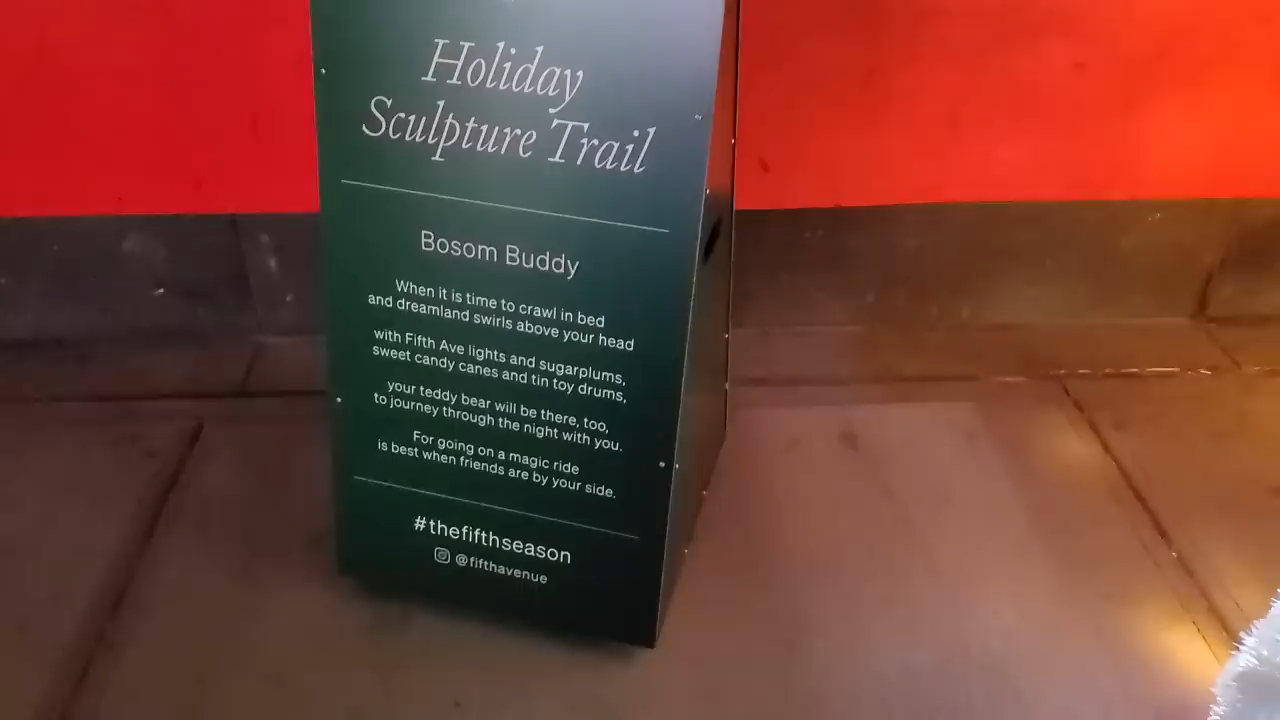 Holiday
Sculpture Trail
Bosom Buddy
When it is time to crawl in bed
and dreamland swirls above your head
with Fifth Ave lights and sugarplums,
sweet candy canes and tin toy drums,
your teddy bear will be there, too,
to journey through the night with you.
For going on a magic ride
is best when friends are by your side.
#thefifthseason
@fifthavenue